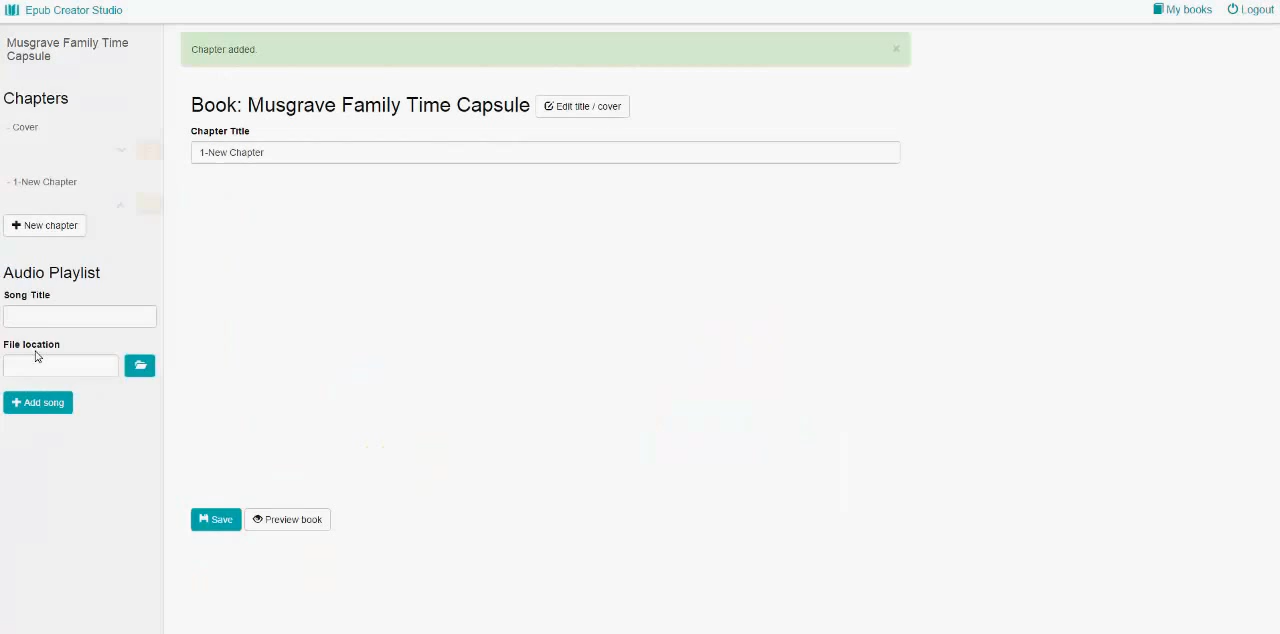 Epub Creator Studio
My books
Logout
Musgrave Family Time
Capsule
Chapters
- Cover
- 1-New Chapter
New chapter
Audio Playlist
Song Title
File location
Add song
Chapter added.
×
Book: Musgrave Family Time Capsule
Edit title / cover
Chapter Title
1-New Chapter
Save
Preview book